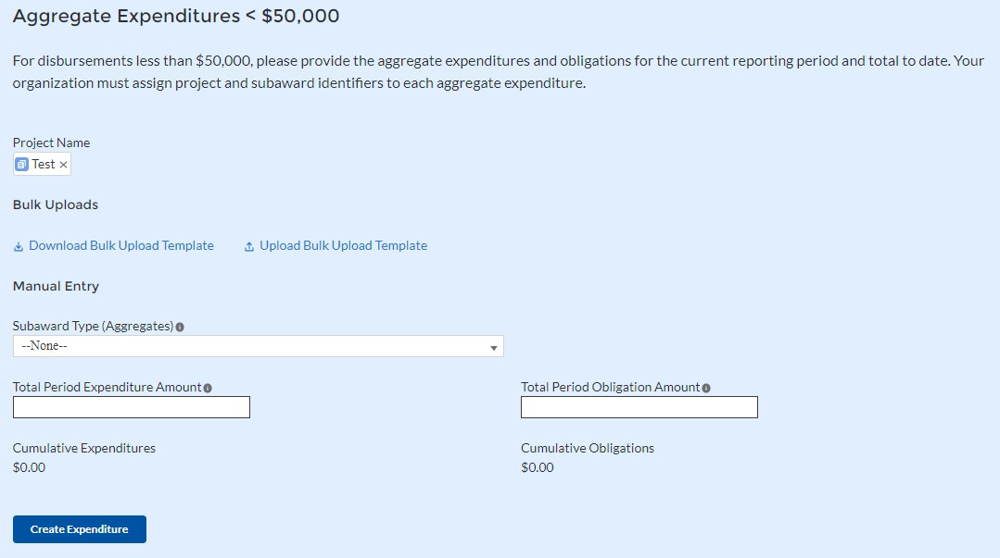 Aggregate Expenditures < $50,000
For disbursements less than $50,000, please provide the aggregate expenditures and obligations for the current reporting period and total to date. Your
organization must assign project and subaward identifiers to each aggregate expenditure.
Project Name
Test ×
Bulk Uploads
Download Bulk Upload Template Upload Bulk Upload Template
Manual Entry
Subaward Type (Aggregates)
--None--
Total Period Expenditure Amount Total Period Obligation Amount
Cumulative Expenditures Cumulative Obligations
$0.00 $0.00
Create Expenditure